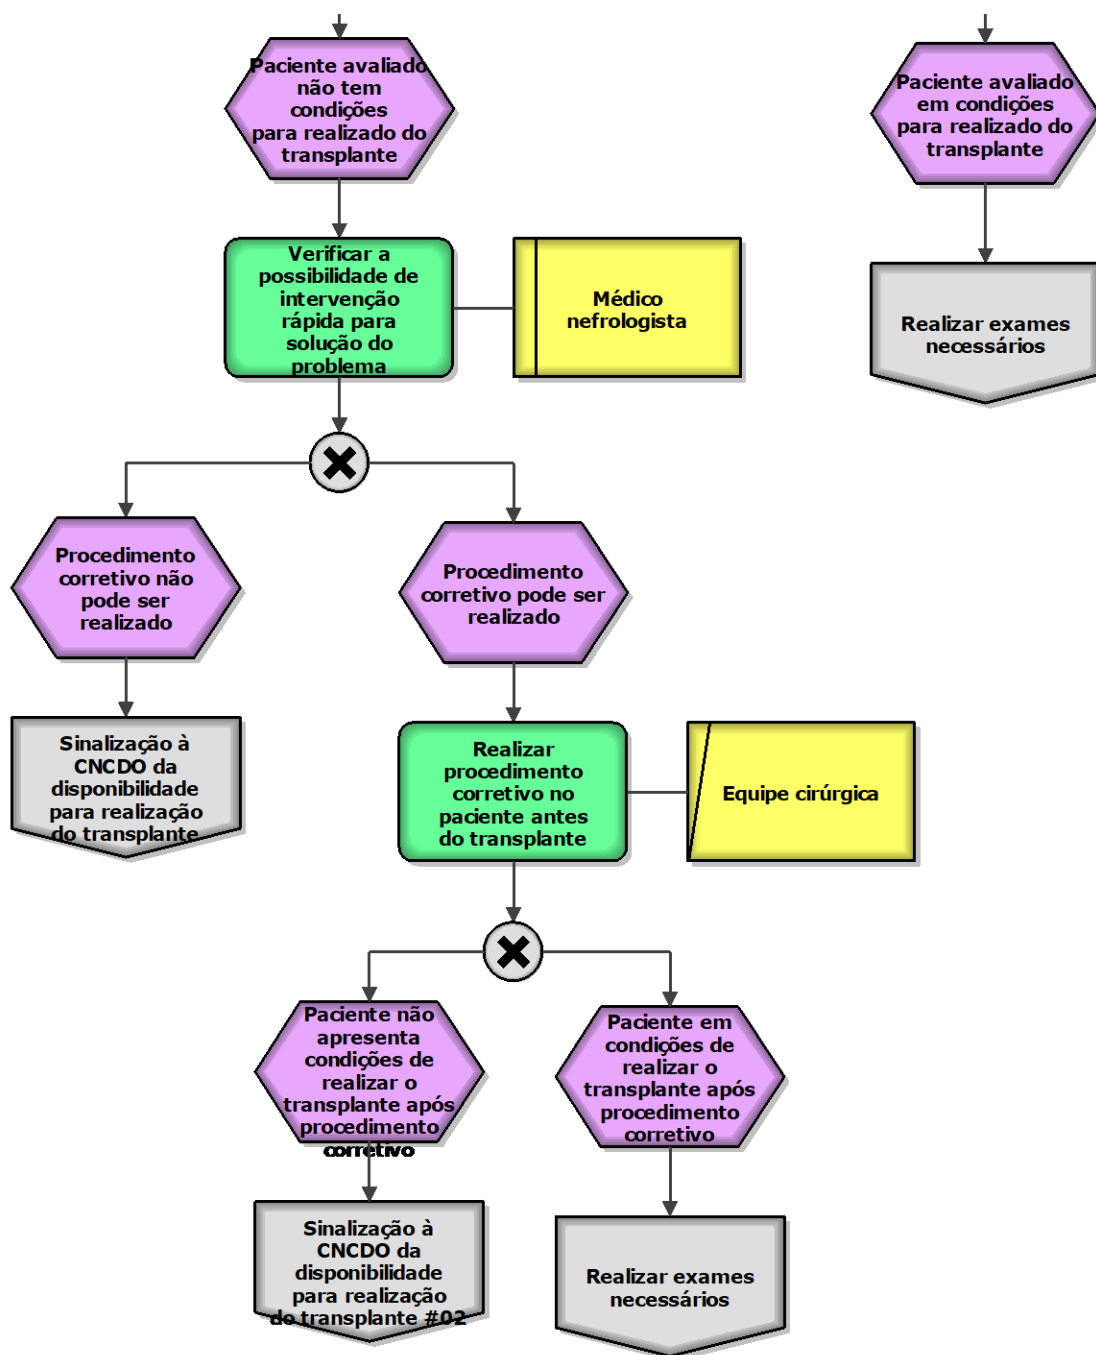 Paciente avaliado
não tem
condições
para realizado do
transplante
Paciente avaliado
em condições
para realizado do
transplante
Verificar a
possibilidade de
intervenção
rápida para
solução do
problema
Médico
nefrologista
Realizar exames
necessários
Procedimento
corretivo não
pode ser
realizado
Procedimento
corretivo pode ser
realizado
Sinalização à
CNCDO da
disponibilidade
para realização
do transplante
Realizar
procedimento
corretivo no
paciente antes
do transplante
Equipe cirúrgica
Paciente não
apresenta
condições de
realizar o
transplante após
procedimento
corretivo
Paciente em
condições de
realizar o
transplante após
procedimento
corretivo
Sinalização à
CNCDO da
disponibilidade
para realização
do transplante #02
Realizar exames
necessários